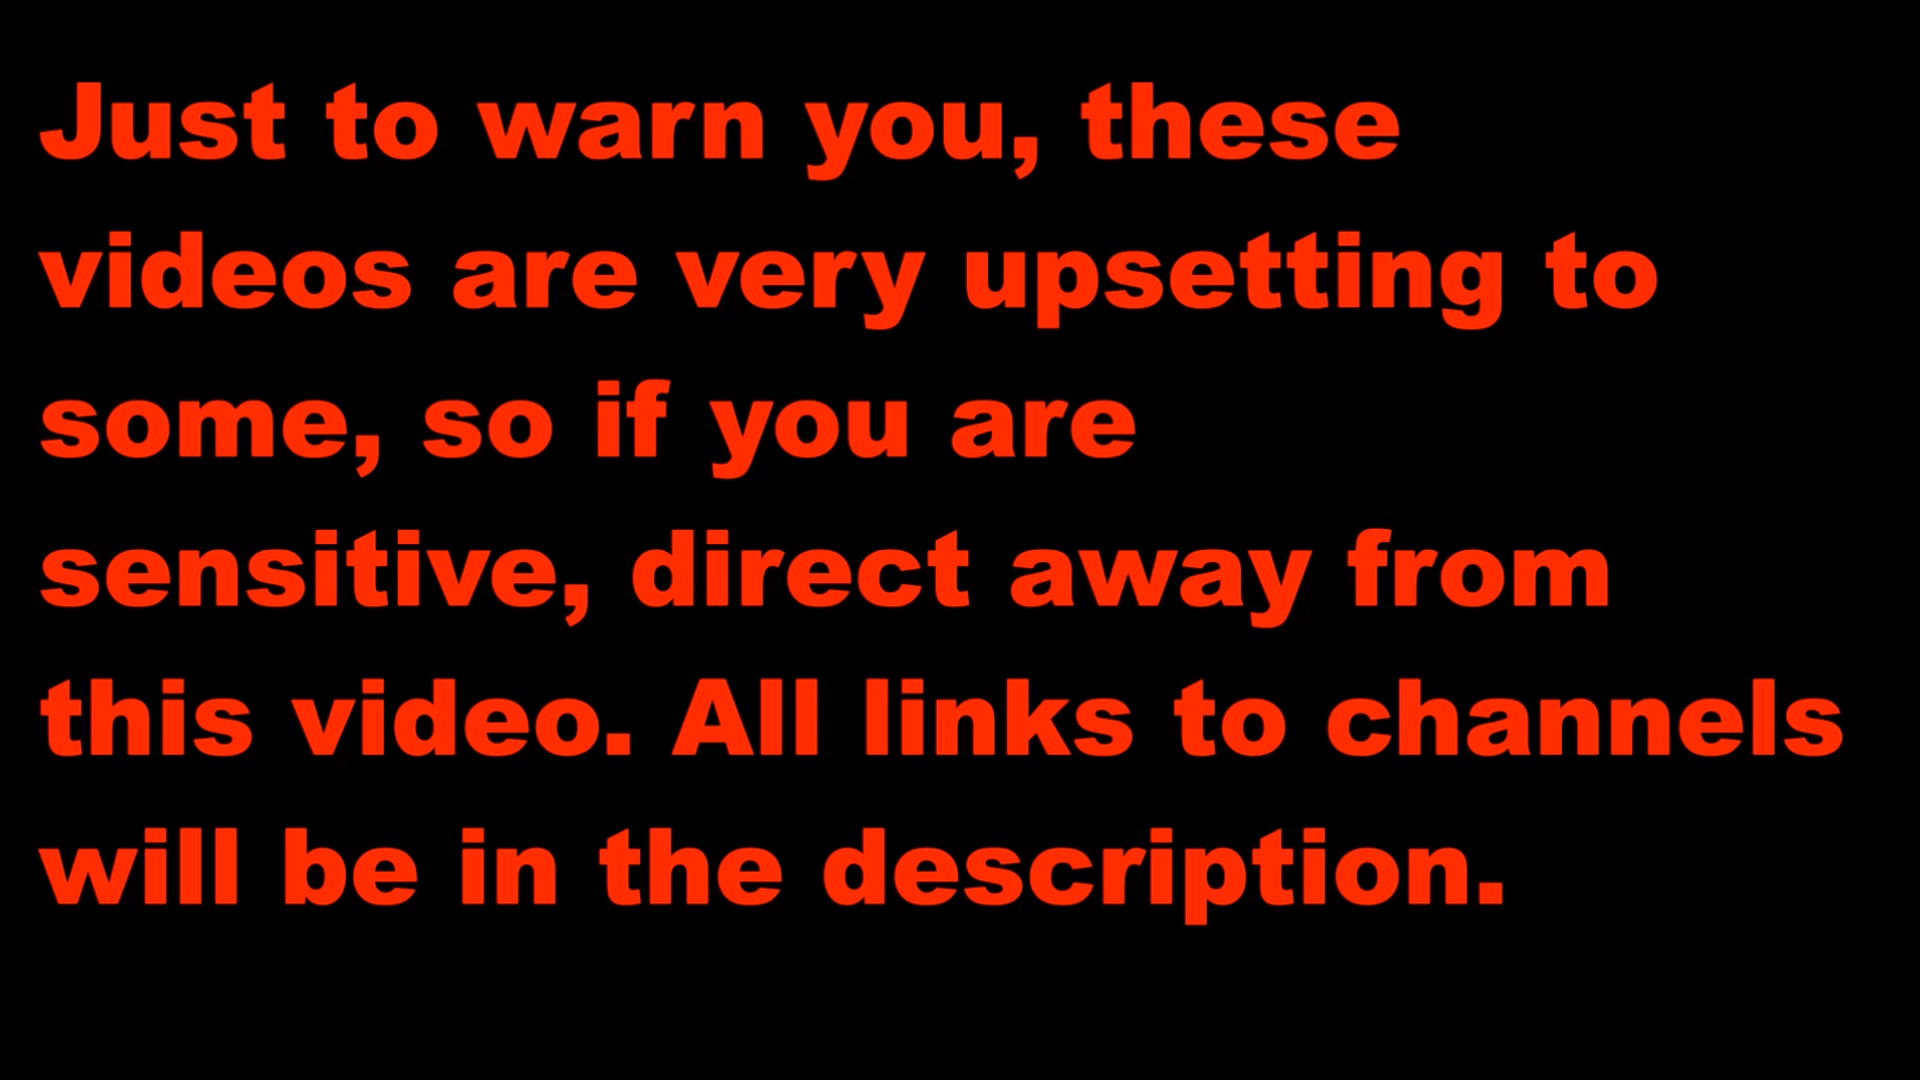 Just to warn you, these
videos are very upsetting to
some, so if you are
sensitive, direct away from
this video. All links to channels
will be in the description.